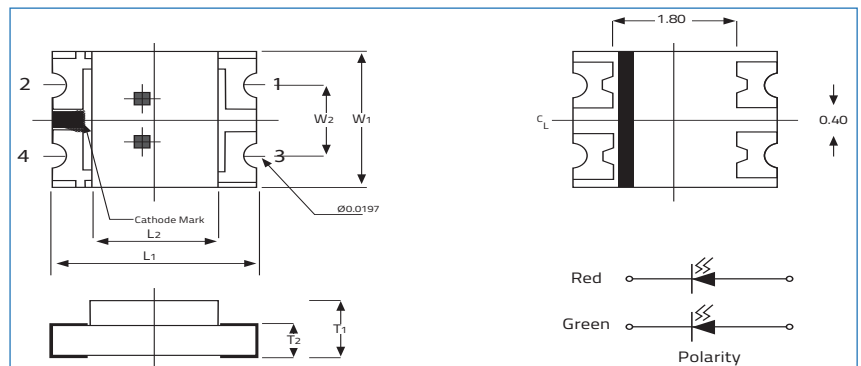 1.80
2
1
W2
W1
CL
0.40
4
3
Ø0.0197
Cathode Mark
L2
L1
Red
T1
T2
Green
Polarity